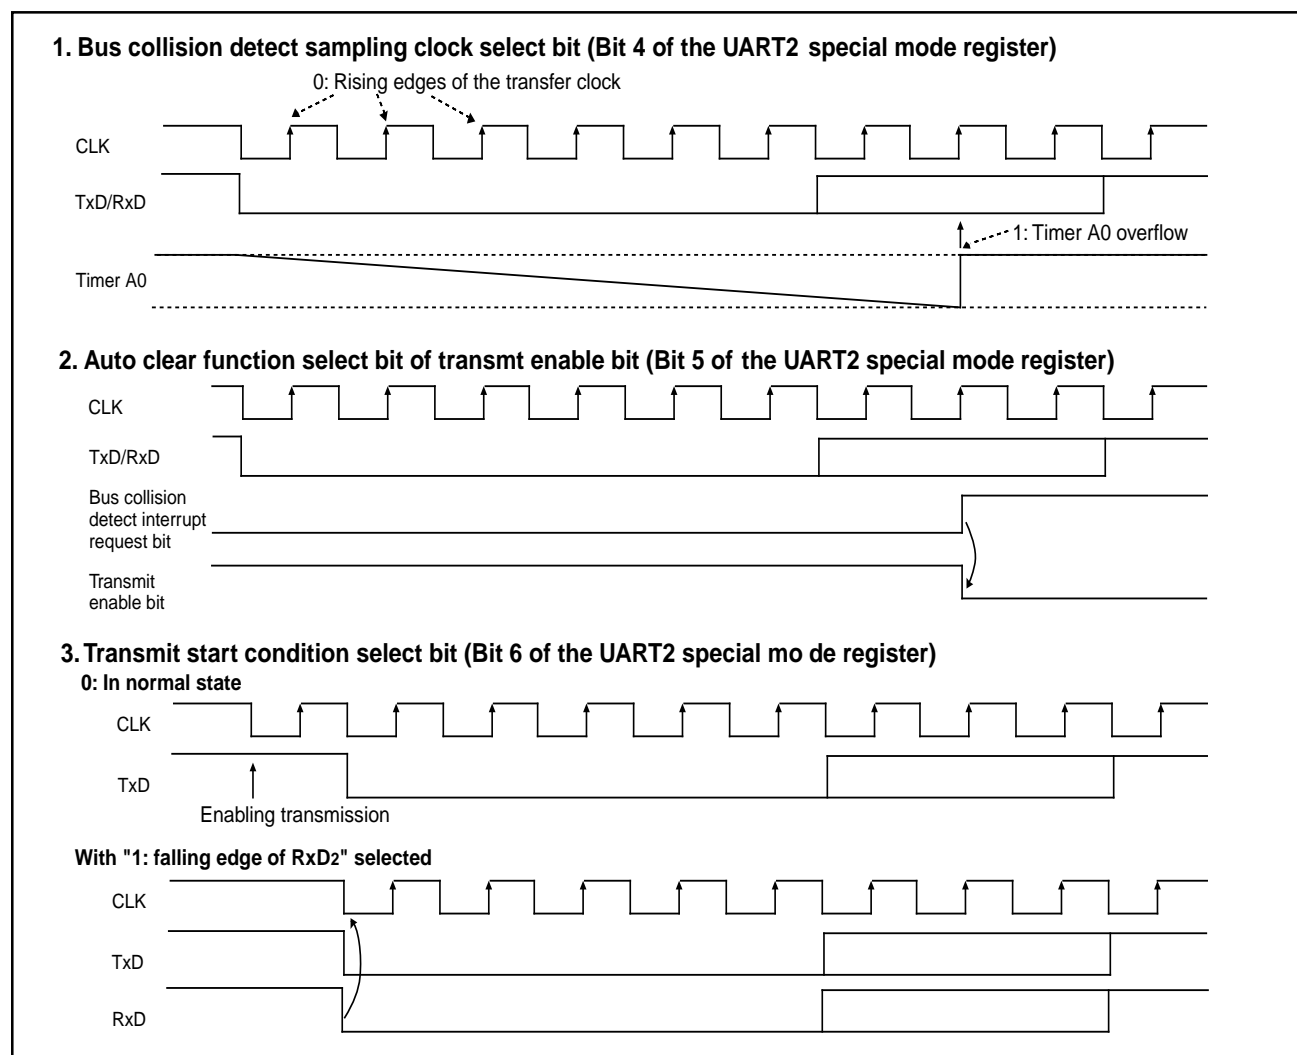 1. Bus collision detect sampling clock select bit (Bit 4 of the UART2 special mode register)
0: Rising edges of the transfer clock
CLK
TxD/RxD
1: Timer A0 overflow
Timer A0
2. Auto clear function select bit of transmt enable bit (Bit 5 of the UART2 special mode register)
CLK
TxD/RxD
Bus collision
detect interrupt
request bit
Transmit
enable bit
3. Transmit start condition select bit (Bit 6 of the UART2 special mo de register)
0: In normal state
CLK
TxD
Enabling transmission
With "1: falling edge of RxD2" selected
CLK
TxD
RxD